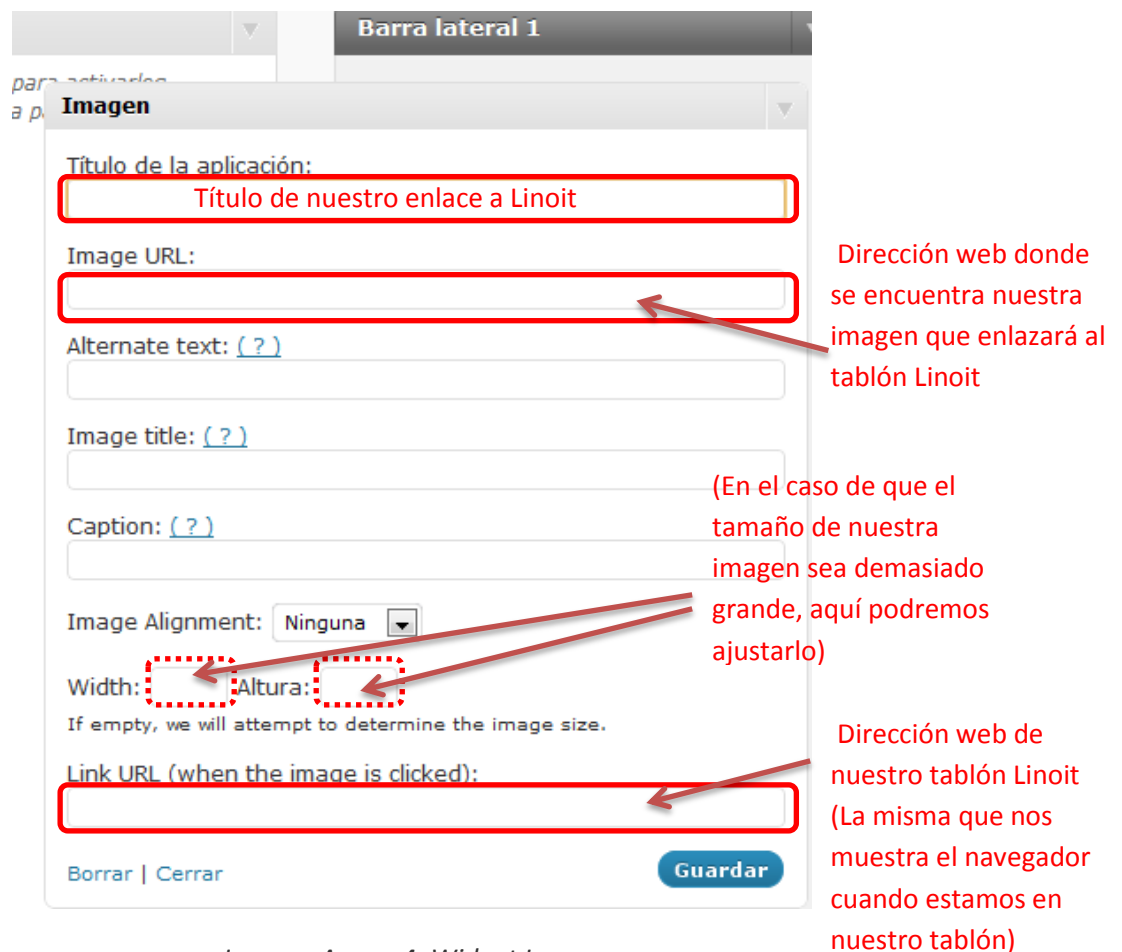 Barra lateral 1
para activarlos
a p
Imagen
Título de la aplicación:
Título de nuestro enlace a Linoit
Image URL:
Dirección web donde
se encuentra nuestra
imagen que enlazará al
tablón Linoit
Alternate text: ( ? )
Image title: ( ? )
(En el caso de que el
tamaño de nuestra
imagen sea demasiado
grande, aquí podremos
ajustarlo)
Caption: ( ? )
Image Alignment: Ninguna
Width: Altura:
If empty, we will attempt to determine the image size.
Link URL (when the image is clicked):
Dirección web de
nuestro tablón Linoit
(La misma que nos
muestra el navegador
cuando estamos en
nuestro tablón)
Borrar | Cerrar
Guardar